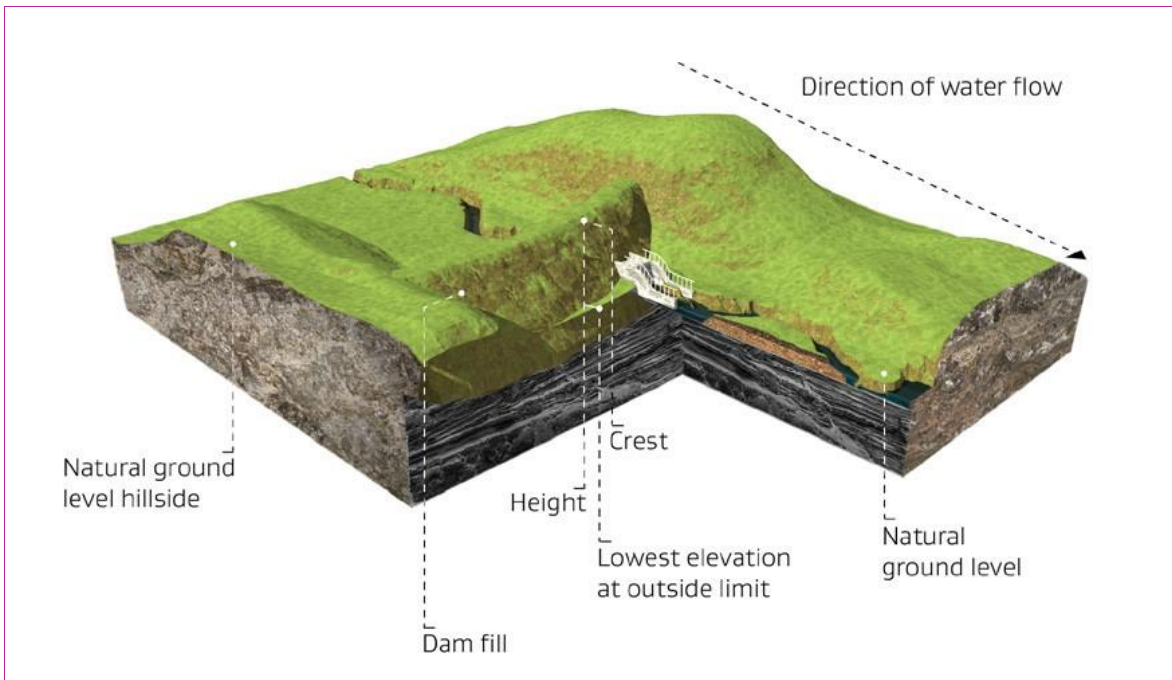 Direction of water flow
Natural ground
level hillside
Crest
Height
Lowest elevation
at outside limit
Natural
ground level
Dam fill